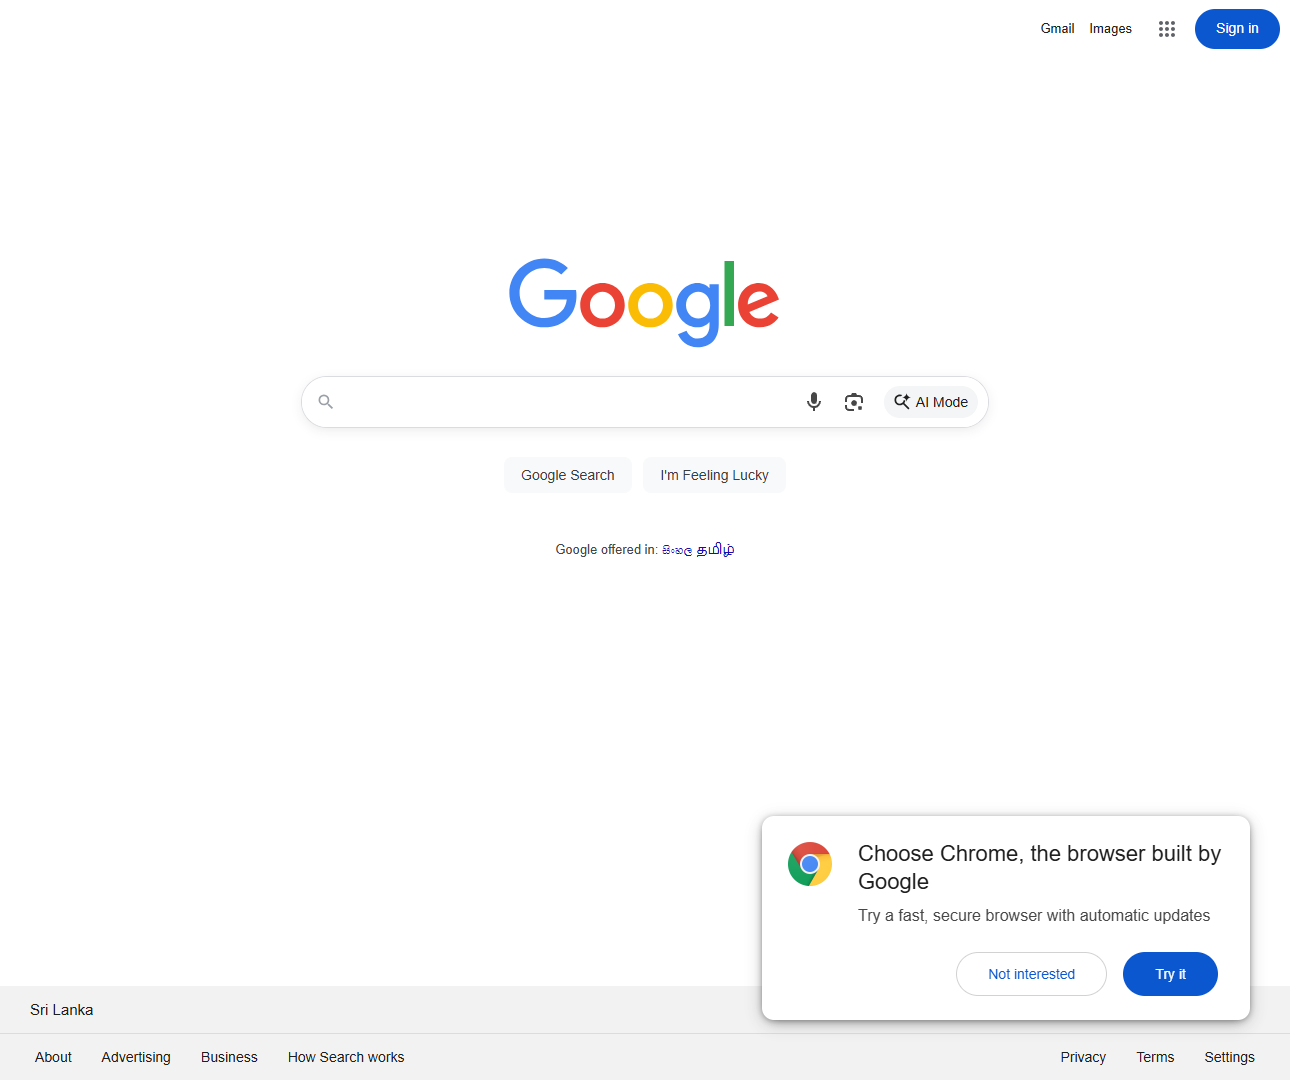 Gmail Images Sign in
Google
AI Mode
Google Search I'm Feeling Lucky
Google offered in: සිංහල தமிழ்
Choose Chrome, the browser built by
Google
Try a fast, secure browser with automatic updates
Not interested Try it
Sri Lanka
About Advertising Business How Search works Privacy Terms Settings